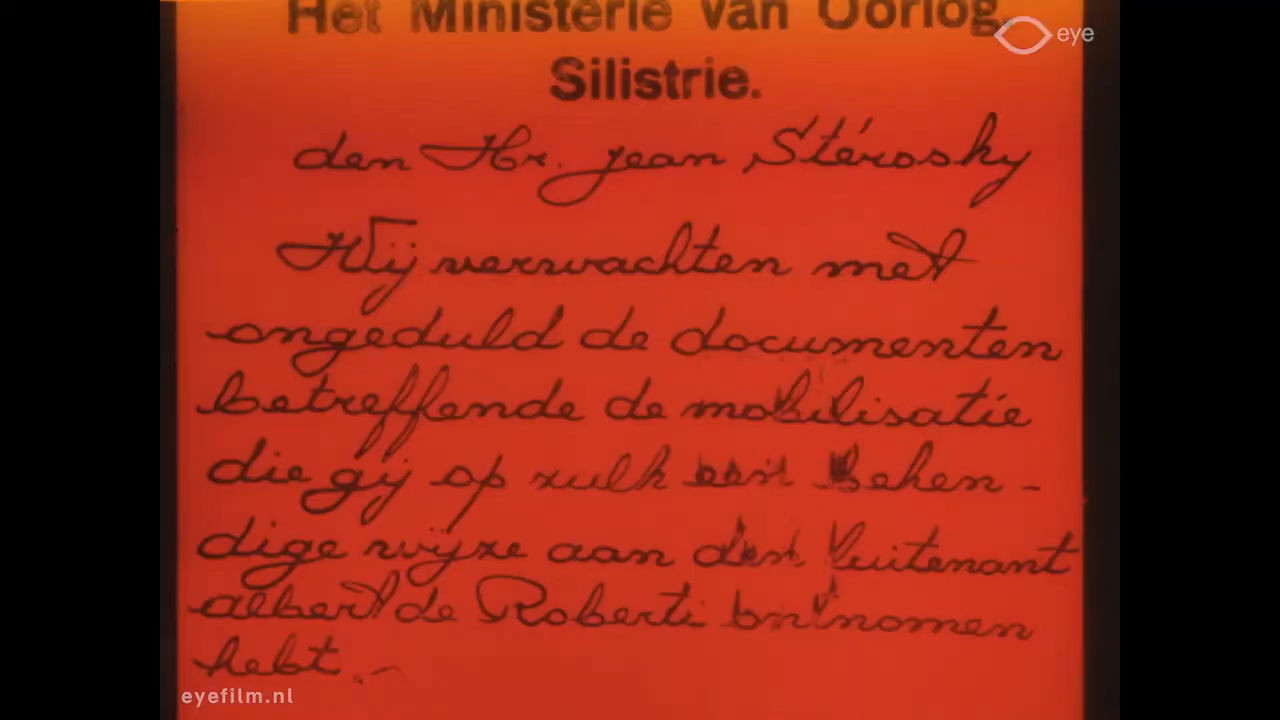 Het Ministerie van Oorlog,
eye
Silistrie.
den Hr. Jean Stérosky
Wij verwachten met
ongeduld de documenten
betreffende de mobilisatie
die gij op zulk een behen-
dige wijze aan den luitenant
albert de Roberti ontnomen
hebt.-
eyefilm.nl